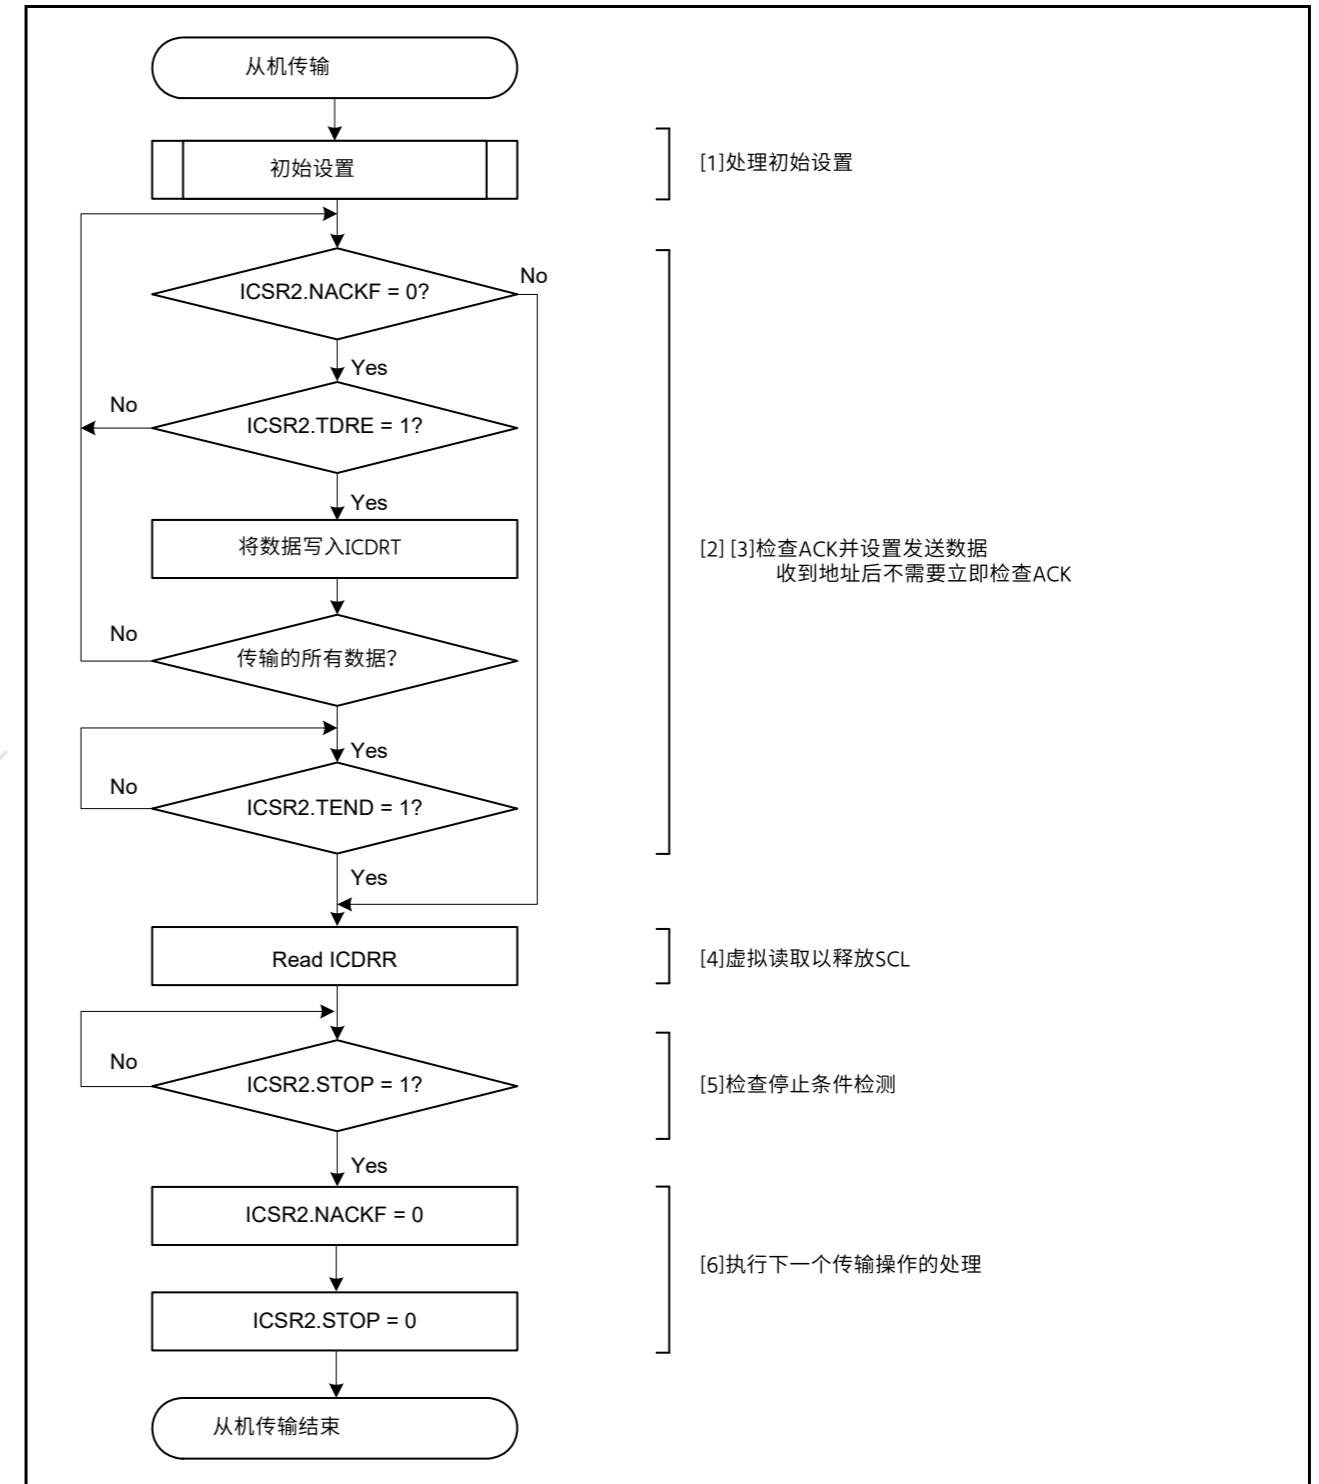 从机传输
初始设置
[1]处理初始设置
ICSR2.NACKF = 0?
No
Yes
No
ICSR2.TDRE = 1?
Yes
将数据写入ICDRT
[2] [3]检查ACK并设置发送数据
收到地址后不需要立即检查ACK
No
传输的所有数据?
Yes
No
ICSR2.TEND = 1?
Yes
Read ICDRR
[4]虚拟读取以释放SCL
No
ICSR2.STOP = 1?
[5]检查停止条件检测
Yes
ICSR2.NACKF = 0
[6]执行下一个传输操作的处理
ICSR2.STOP = 0
从机传输结束